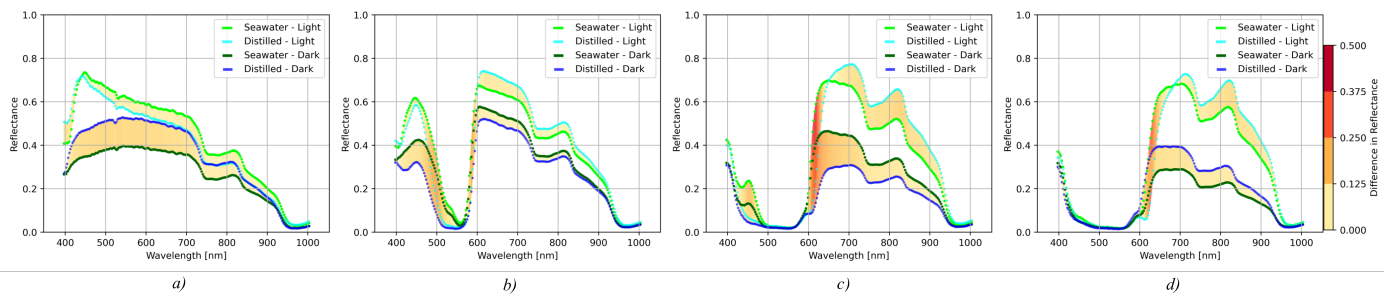 Reflectance
1.0
0.8
0.6
0.4
0.2
0.0
400 500 600 700 800 900 1000
Wavelength [nm]
Seawater - Light
Distilled - Light
Seawater - Dark
Distilled - Dark
a)
Reflectance
1.0
0.8
0.6
0.4
0.2
0.0
400 500 600 700 800 900 1000
Wavelength [nm]
Seawater - Light
Distilled - Light
Seawater - Dark
Distilled - Dark
b)
Reflectance
1.0
0.8
0.6
0.4
0.2
0.0
400 500 600 700 800 900 1000
Wavelength [nm]
Seawater - Light
Distilled - Light
Seawater - Dark
Distilled - Dark
c)
Reflectance
1.0
0.8
0.6
0.4
0.2
0.0
400 500 600 700 800 900 1000
Wavelength [nm]
Seawater - Light
Distilled - Light
Seawater - Dark
Distilled - Dark
d)
0.500
0.375
0.250
0.125
0.000
Difference in Reflectance